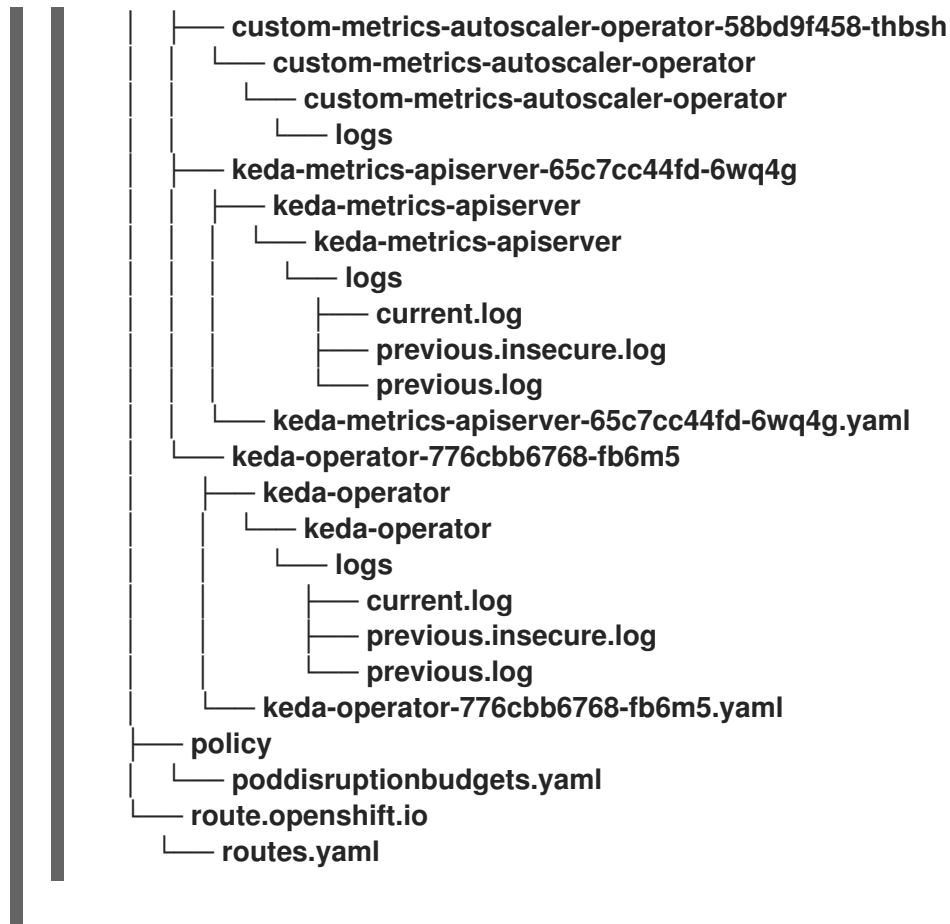 │   ├── custom-metrics-autoscaler-operator-58bd9f458-thbsh
│   │   └── custom-metrics-autoscaler-operator
│   │       └── custom-metrics-autoscaler-operator
│   │           └── logs
│   ├── keda-metrics-apiserver-65c7cc44fd-6wq4g
│   │   ├── keda-metrics-apiserver
│   │   │   └── keda-metrics-apiserver
│   │   │       └── logs
│   │   │           ├── current.log
│   │   │           ├── previous.insecure.log
│   │   │           └── previous.log
│   │   └── keda-metrics-apiserver-65c7cc44fd-6wq4g.yaml
│   └── keda-operator-776cbb6768-fb6m5
│       ├── keda-operator
│       │   └── keda-operator
│       │       └── logs
│       │           ├── current.log
│       │           ├── previous.insecure.log
│       │           └── previous.log
│       └── keda-operator-776cbb6768-fb6m5.yaml
├── policy
│   └── poddisruptionbudgets.yaml
└── route.openshift.io
    └── routes.yaml